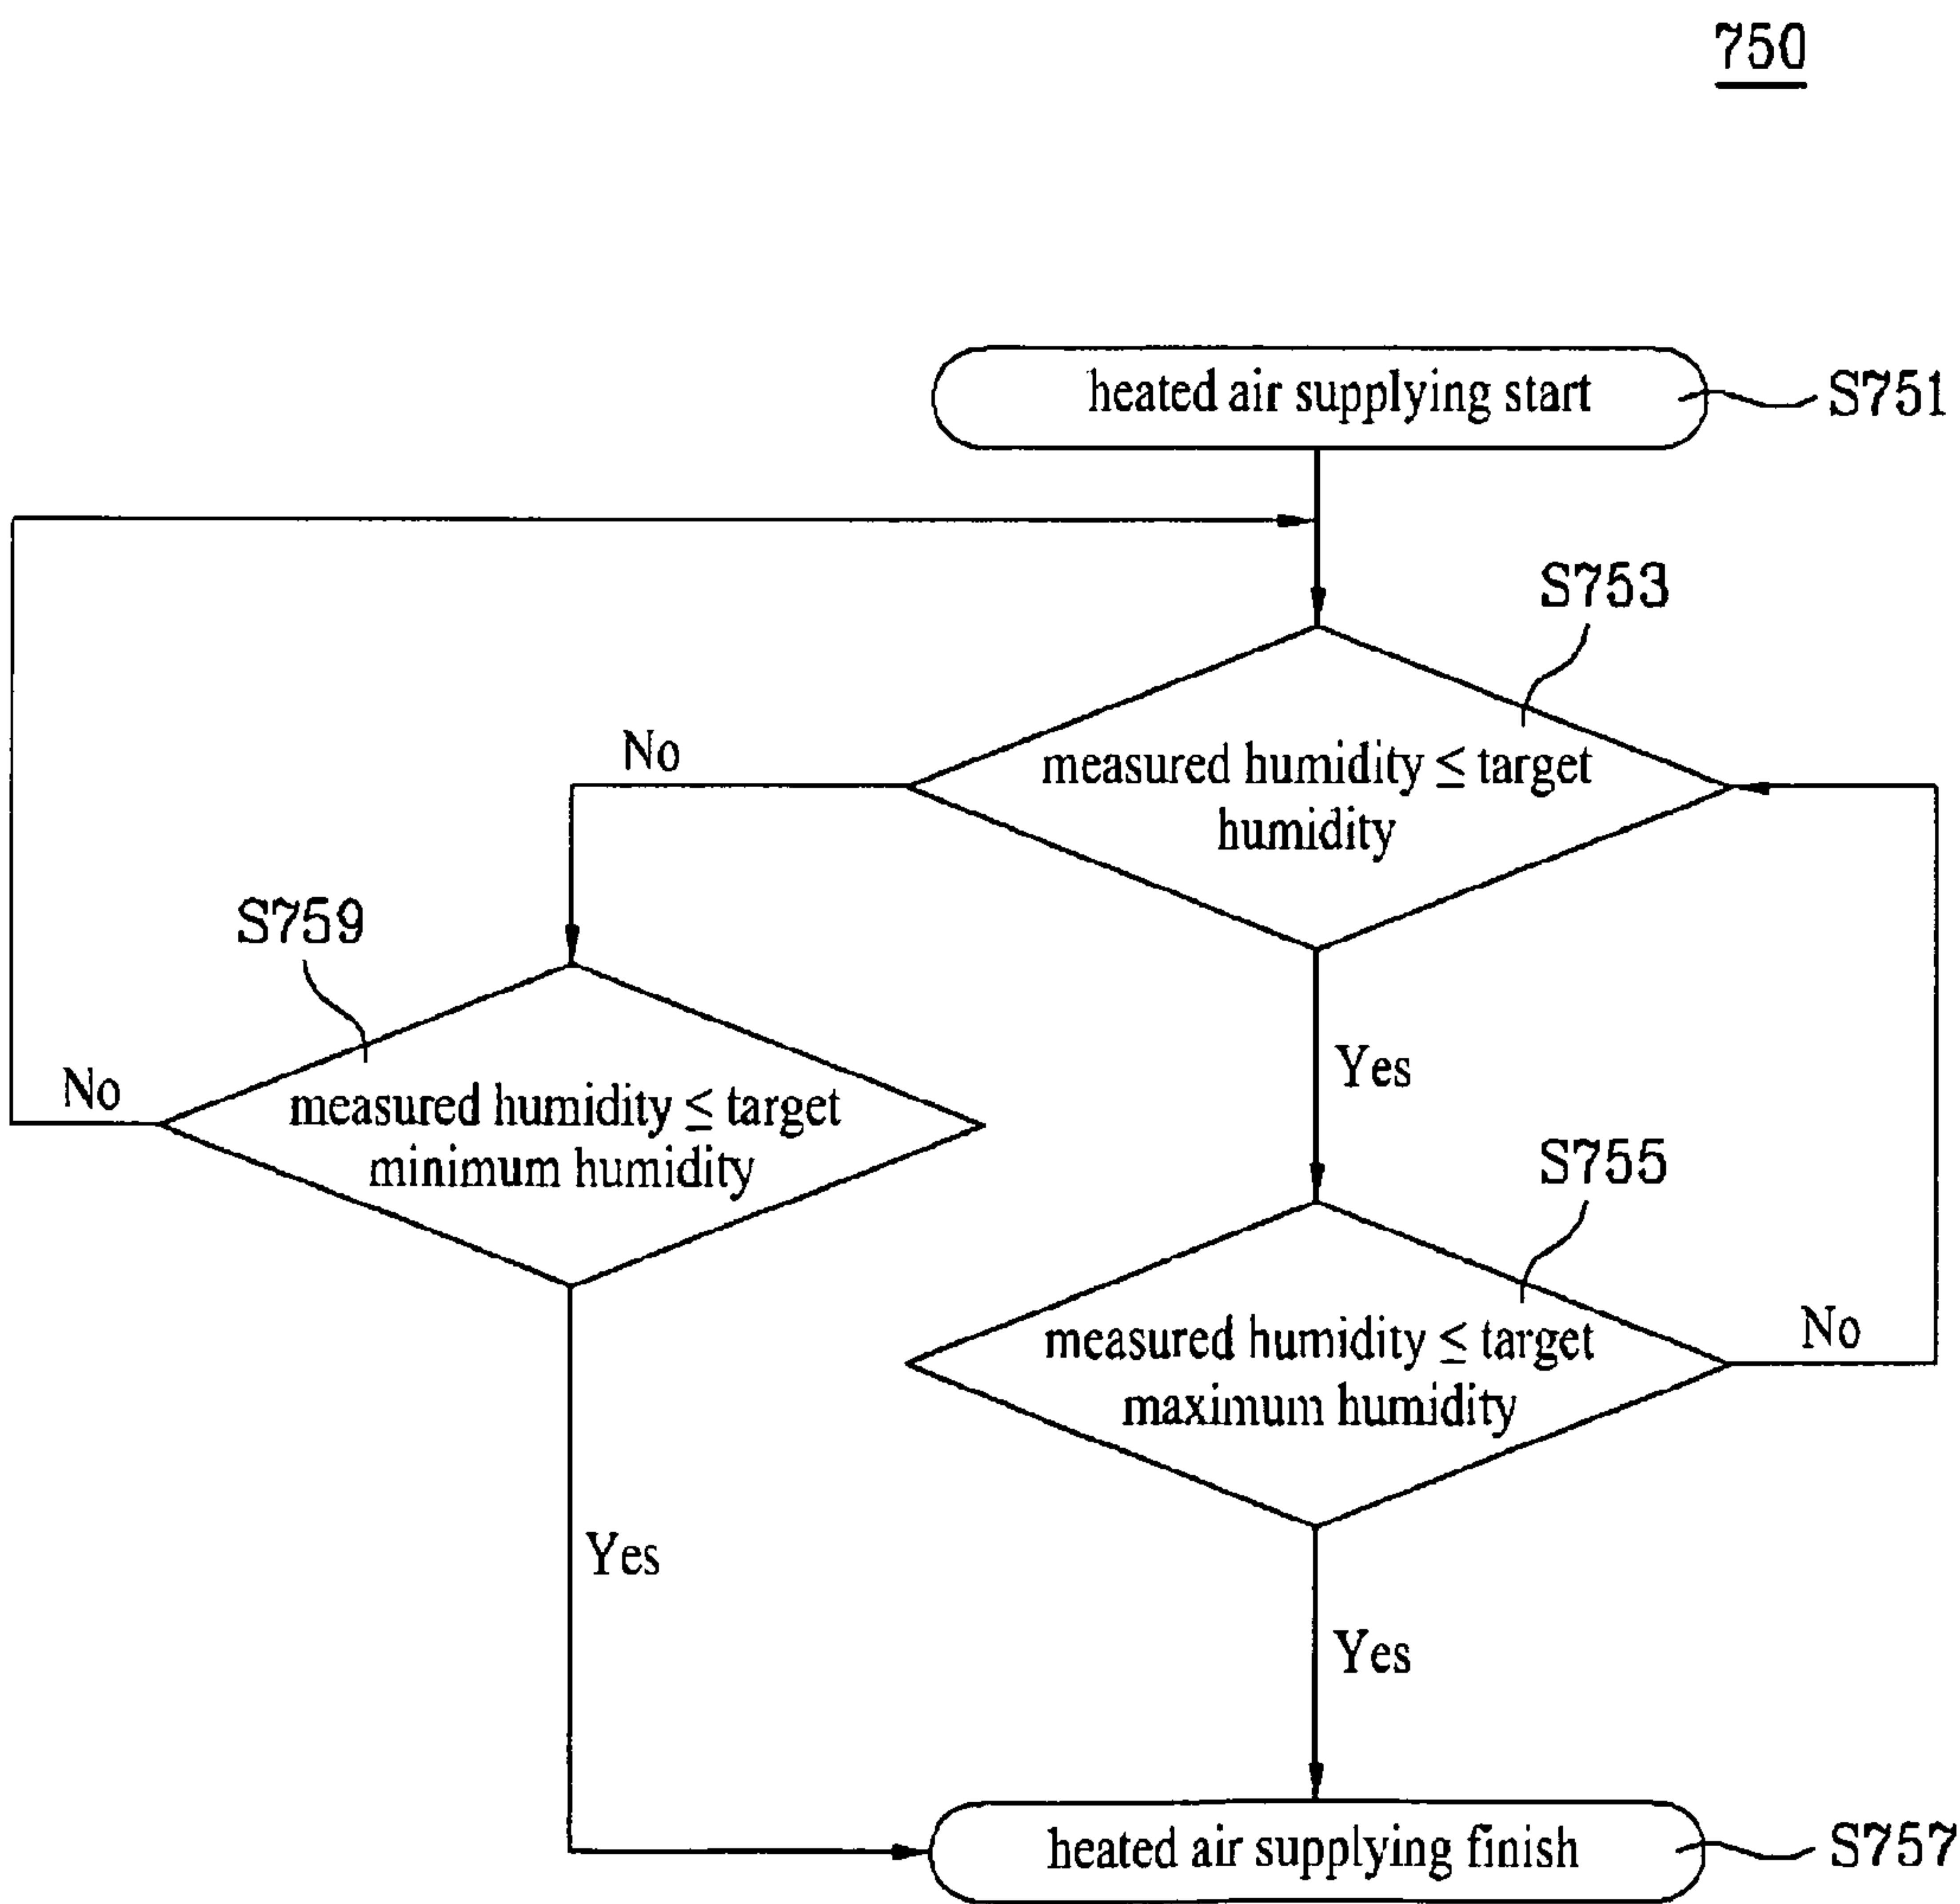 750
heated air supplying start
S751
S753
No
measured humidity ≤ target
humidity
S759
No
measured humidity ≤ target
minimum humidity
Yes
S755
measured humidity ≤ target
maximum humidity
No
Yes
Yes
heated air supplying finish
S757